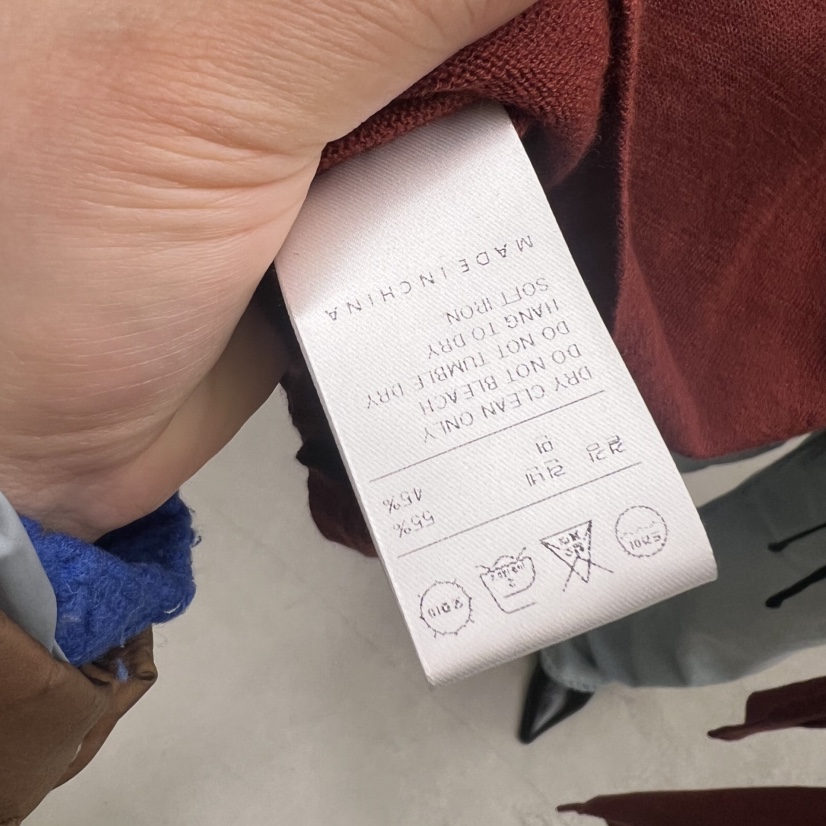 55%
45%
DRY CLEAN ONLY
DO NOT BLEACH
DO NOT TUMBLE DRY
HANG TO DRY
SOFT IRON
MADE IN CHINA